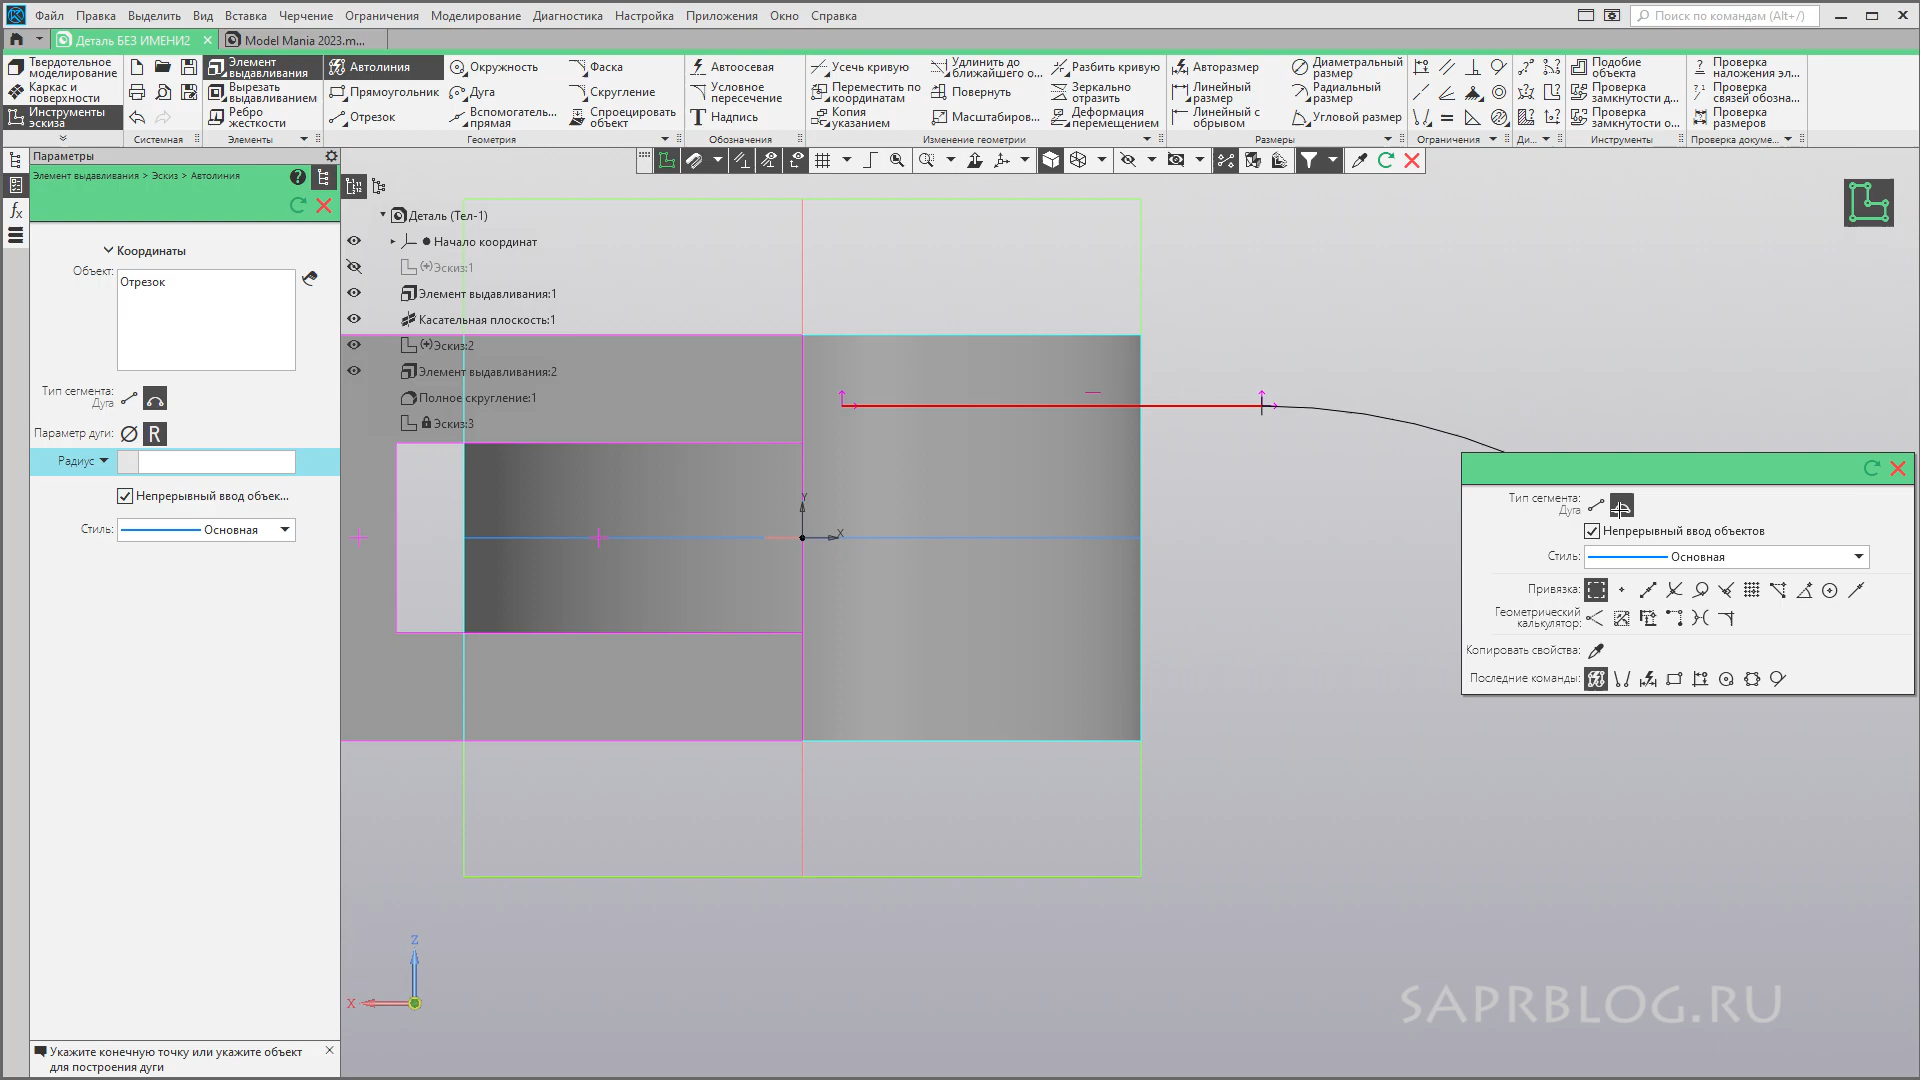 Файл Правка Выделить Вид Вставка Черчение Ограничения Моделирование Диагностика Настройка Приложения Окно Справка Поиск по командам (Alt+/)
Деталь БЕЗ ИМЕНИ2 Model Mania 2023.m...
Твердотельное моделирование
Каркас и поверхности
Инструменты эскиза
Системная
Элемент выдавливания
Вырезать выдавливанием
Ребро жесткости
Элементы
Автолиния Окружность Фаска
Прямоугольник Дуга Скругление
Отрезок Вспомогатель... прямая Спроецировать объект
Геометрия
Автоосевая
Условное пересечение
Надпись
Обозначения
Усечь кривую Удлинить до ближайшего о... Разбить кривую
Переместить по координатам Повернуть Зеркально отразить
Копия указанием Масштабиров... Деформация перемещением
Изменение геометрии
Авторазмер Диаметральный размер
Линейный размер Радиальный размер
Линейный с обрывом Угловой размер
Размеры
Ограничения
Ди...
Подобие объекта
Проверка замкнутости д...
Проверка замкнутости о...
Инструменты
Проверка наложения эл...
Проверка связей обозна...
Проверка размеров
Проверка докуме...
Параметры
Элемент выдавливания > Эскиз > Автолиния
Координаты
Объект:
Отрезок
Тип сегмента:
Дуга
Параметр дуги:
R
Радиус
Непрерывный ввод объек...
Стиль: Основная
Деталь (Тел-1)
Начало координат
(+)Эскиз:1
Элемент выдавливания:1
Касательная плоскость:1
(+)Эскиз:2
Элемент выдавливания:2
Полное скругление:1
Эскиз:3
Y
X
Z
X
Тип сегмента:
Дуга
Непрерывный ввод объектов
Стиль: Основная
Привязка:
Геометрический
калькулятор:
Копировать свойства:
Последние команды:
Укажите конечную точку или укажите объект
для построения дуги
SAPRBLOG.RU